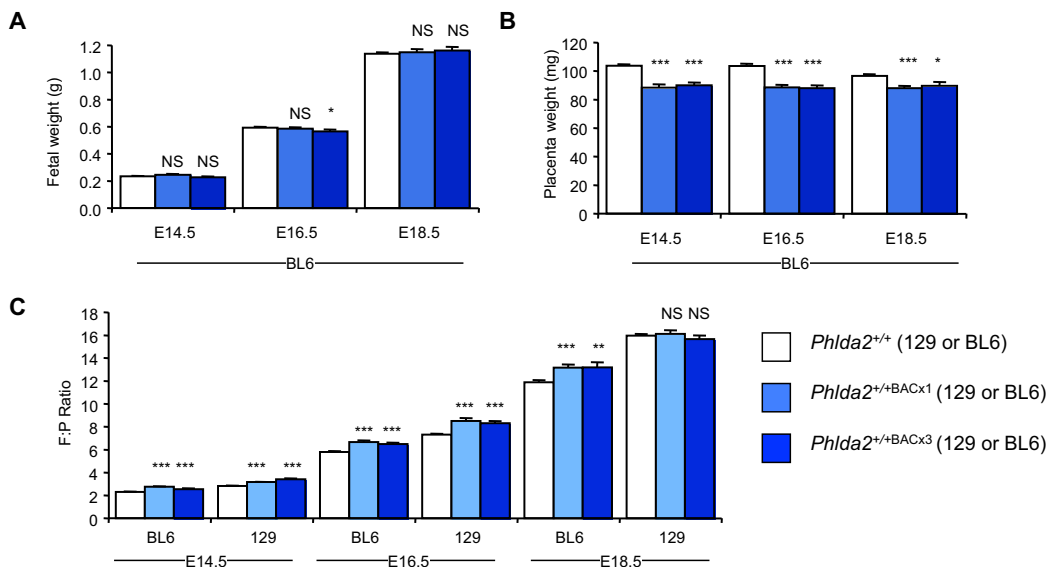 A
Fetal weight (g)
1.2
1.0
0.8
0.6
0.4
0.2
0.0
NS NS
NS *
NS NS
E14.5 E16.5 E18.5
BL6
B
Placenta weight (mg)
120
100
80
60
40
20
0
*** ***
*** ***
*** *
E14.5 E16.5 E18.5
BL6
C
F:P Ratio
18
16
14
12
10
8
6
4
2
0
*** ***
*** ***
*** ***
*** ***
*** **
NS NS
BL6 129 BL6 129 BL6 129
E14.5 E16.5 E18.5
Phlda2+/+ (129 or BL6)
Phlda2+/+BACx1 (129 or BL6)
Phlda2+/+BACx3 (129 or BL6)